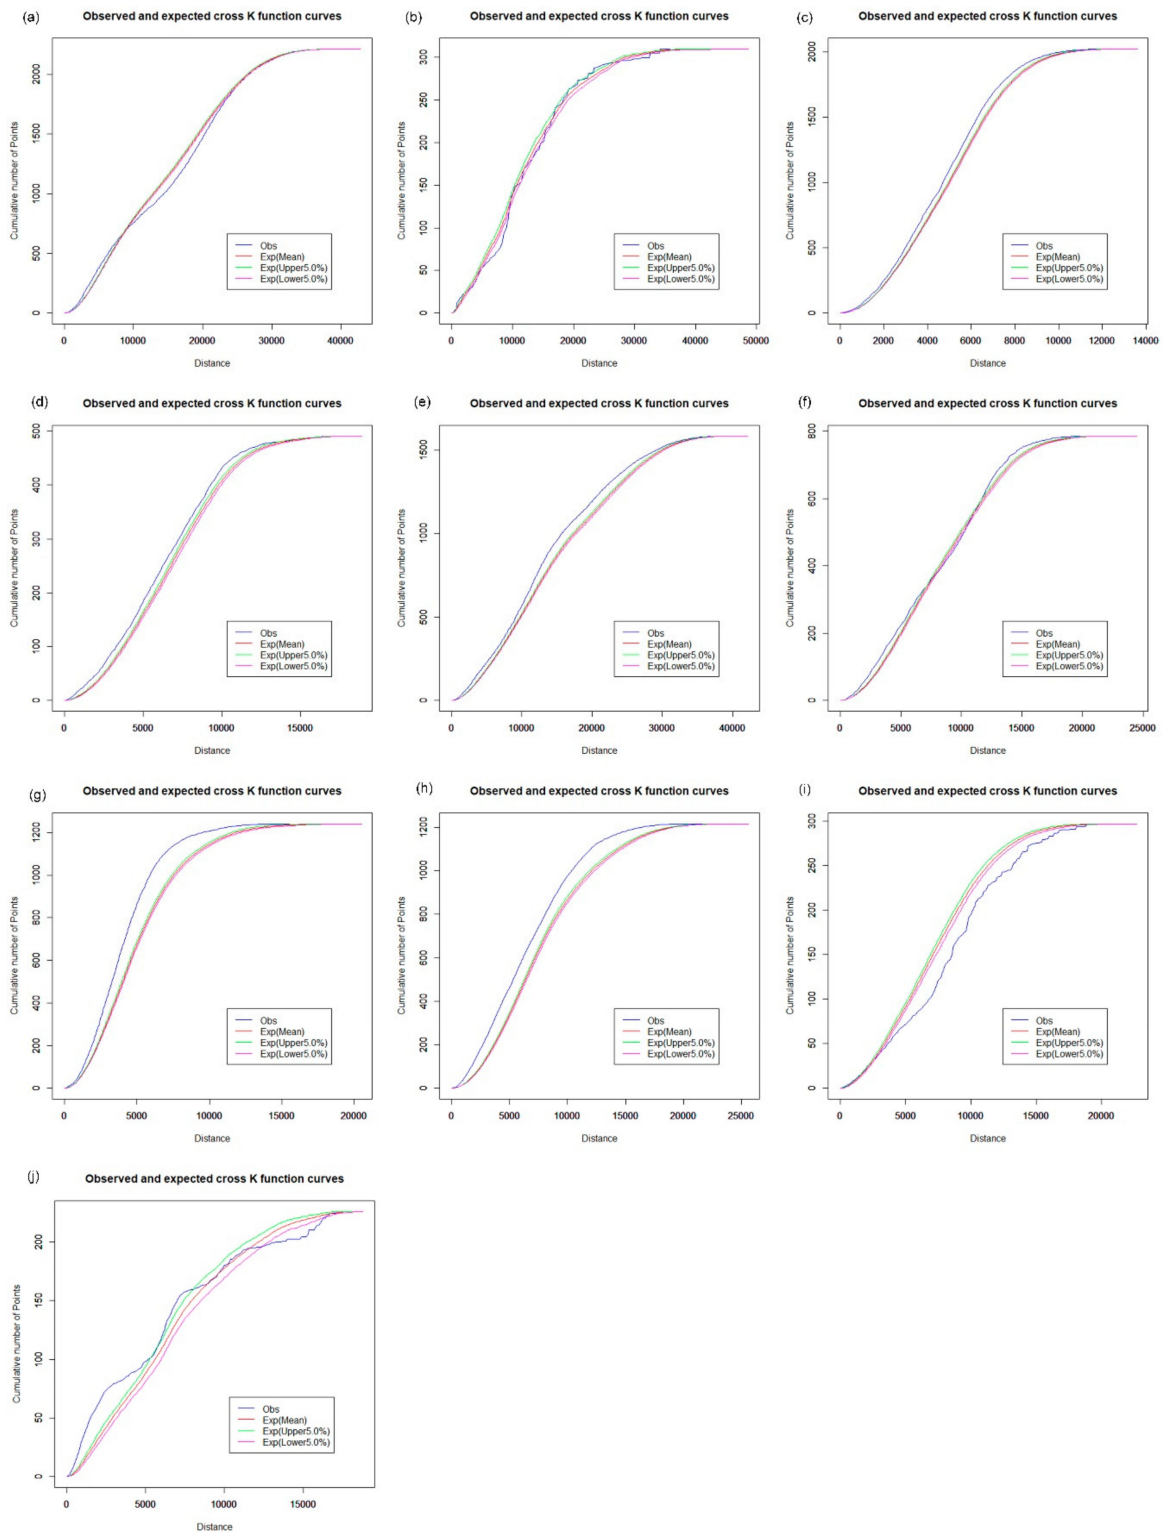 (a) Observed and expected cross K function curves
Cumulative number of Points
2000
1500
1000
500
0
Obs
Exp(Mean)
Exp(Upper5.0%)
Exp(Lower5.0%)
0 10000 20000 30000 40000
Distance
(b) Observed and expected cross K function curves
Cumulative number of Points
300
250
200
150
100
50
0
Obs
Exp(Mean)
Exp(Upper5.0%)
Exp(Lower5.0%)
0 10000 20000 30000 40000 50000
Distance
(c) Observed and expected cross K function curves
Cumulative number of Points
2000
1500
1000
500
0
Obs
Exp(Mean)
Exp(Upper5.0%)
Exp(Lower5.0%)
0 2000 4000 6000 8000 10000 12000 14000
Distance
(d) Observed and expected cross K function curves
Cumulative number of Points
500
400
300
200
100
0
Obs
Exp(Mean)
Exp(Upper5.0%)
Exp(Lower5.0%)
0 5000 10000 15000
Distance
(e) Observed and expected cross K function curves
Cumulative number of Points
1500
1000
500
0
Obs
Exp(Mean)
Exp(Upper5.0%)
Exp(Lower5.0%)
0 10000 20000 30000 40000
Distance
(f) Observed and expected cross K function curves
Cumulative number of Points
800
600
400
200
0
Obs
Exp(Mean)
Exp(Upper5.0%)
Exp(Lower5.0%)
0 5000 10000 15000 20000 25000
Distance
(g) Observed and expected cross K function curves
Cumulative number of Points
1200
1000
800
600
400
200
0
Obs
Exp(Mean)
Exp(Upper5.0%)
Exp(Lower5.0%)
0 5000 10000 15000 20000
Distance
(h) Observed and expected cross K function curves
Cumulative number of Points
1200
1000
800
600
400
200
0
Obs
Exp(Mean)
Exp(Upper5.0%)
Exp(Lower5.0%)
0 5000 10000 15000 20000 25000
Distance
(i) Observed and expected cross K function curves
Cumulative number of Points
300
250
200
150
100
50
0
Obs
Exp(Mean)
Exp(Upper5.0%)
Exp(Lower5.0%)
0 5000 10000 15000 20000
Distance
(j) Observed and expected cross K function curves
Cumulative number of Points
200
150
100
50
0
Obs
Exp(Mean)
Exp(Upper5.0%)
Exp(Lower5.0%)
0 5000 10000 15000
Distance